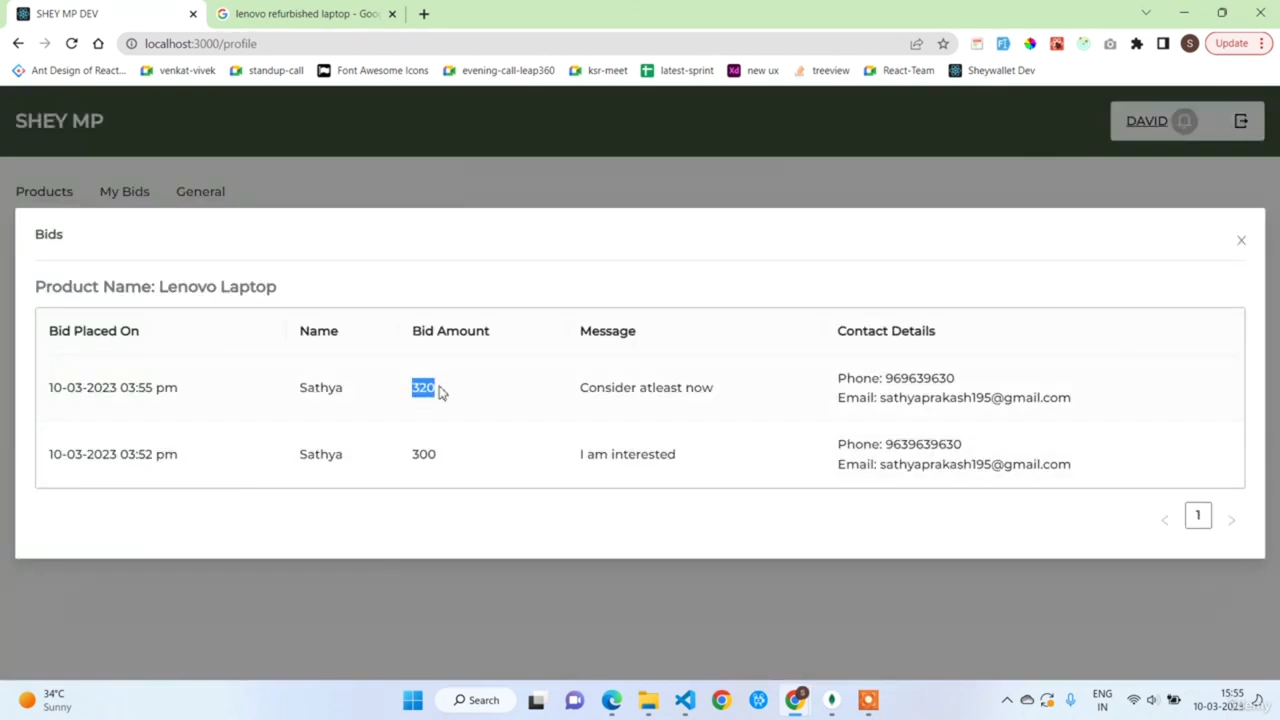 SHEY MP DEV
lenovo refurbished laptop - Goo
localhost:3000/profile
S
Update
Ant Design of React...
venkat-vivek
standup-call
Font Awesome Icons
evening-call-leap360
ksr-meet
latest-sprint
Xd new ux
treeview
React-Team
Sheywallet Dev
SHEY MP
DAVID
Products
My Bids
General
Bids
Product Name: Lenovo Laptop
Bid Placed On
Name
Bid Amount
Message
Contact Details
10-03-2023 03:55 pm
Sathya
320
Consider atleast now
Phone: 969639630
Email: sathyaprakash195@gmail.com
10-03-2023 03:52 pm
Sathya
300
I am interested
Phone: 9639639630
Email: sathyaprakash195@gmail.com
< 1 >
34°C
Sunny
Search
ENG
IN
15:55
10-03-2023